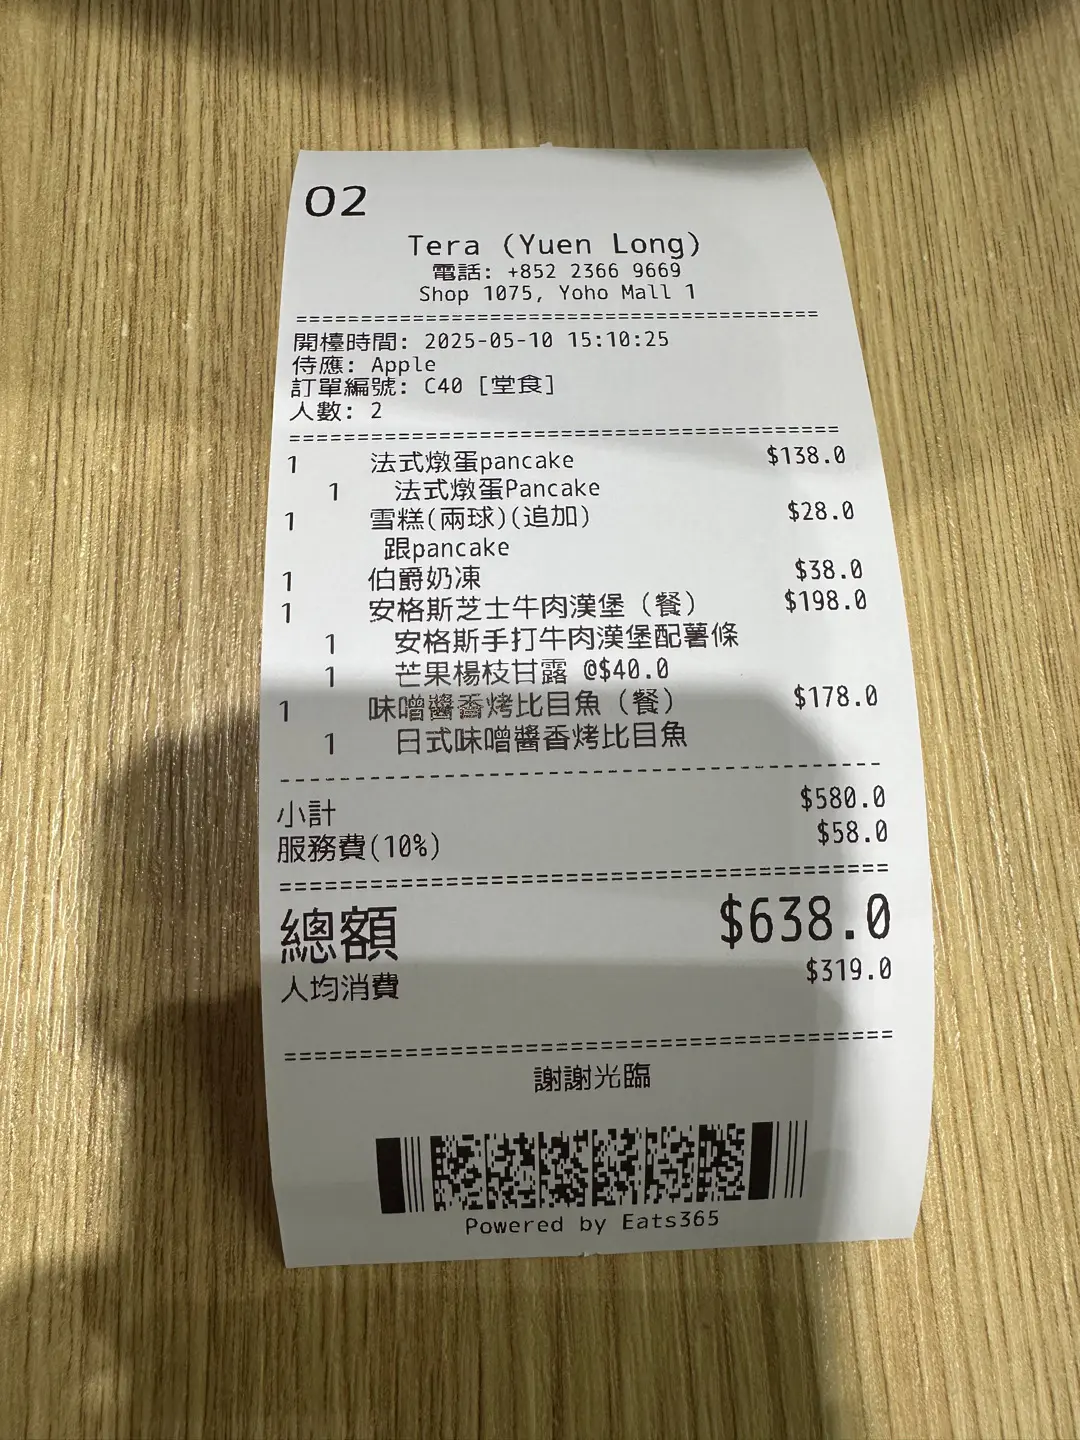 02
Tera (Yuen Long)
電話: +852 2366 9669
Shop 1075, Yoho Mall 1
開檯時間: 2025-05-10 15:10:25
侍應: Apple
訂單編號: C40 [堂食]
人數: 2
1 法式燉蛋pancake $138.0
1 法式燉蛋Pancake
1 雪糕(兩球)(追加) $28.0
跟pancake
1 伯爵奶凍 $38.0
1 安格斯芝士牛肉漢堡（餐） $198.0
1 安格斯手打牛肉漢堡配薯條
1 芒果楊枝甘露 @$40.0
1 味噌醬香烤比目魚（餐） $178.0
1 日式味噌醬香烤比目魚
小計 $580.0
服務費(10%) $58.0
總額 $638.0
人均消費 $319.0
謝謝光臨
Powered by Eats365